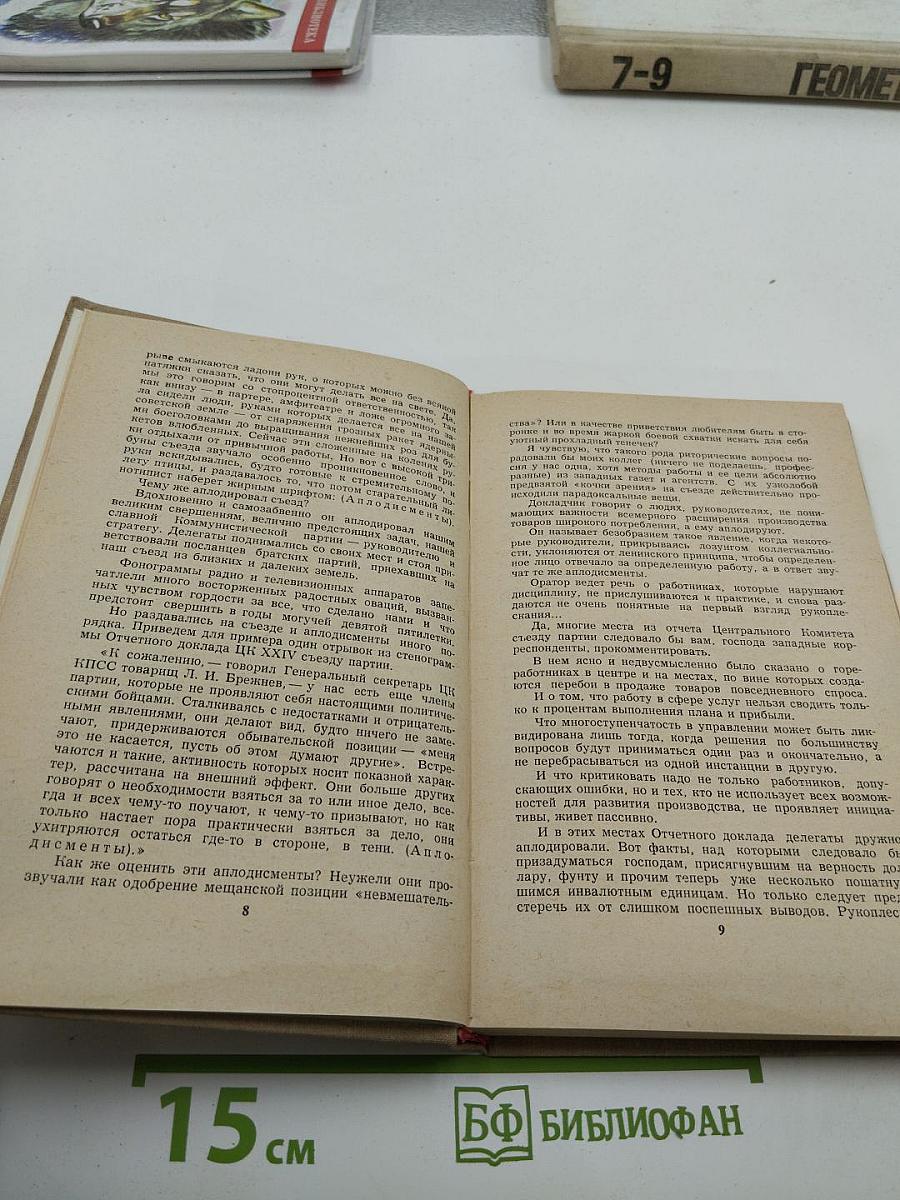 БИБЛИОТЕКА
7-9
ГЕОМЕТ
рыве смыкаются ладони рук, о которых можно без всякой
натяжки сказать, что они могут делать все на свете. Да,
мы это говорим со стопроцентной ответственностью, так
как внизу — в партере, амфитеатре и ложе огромного за-
ла сидели люди, руками которых делается все на нашей
советской земле — от снаряжения грозных ракет ядерны-
ми боеголовками до выращивания нежнейших роз для бу-
кетов влюбленных. Сейчас эти сложенные на коленях ру-
ки отдыхали от привычной работы. Но вот с высокой три-
буны съезда звучало особенно проникновенное слово, и
руки вскидывались, будто готовые к стремительному по-
лету птицы, и раздавалось то, что потом старательный ли-
нотипист наберет жирным шрифтом: (Аплодисменты).
Чему же аплодировал съезд?
Вдохновенно и самозабвенно он аплодировал нашим
великим свершениям, величию предстоящих задач, нашей
славной Коммунистической партии — руководителю и
стратегу. Делегаты поднимались со своих мест и стоя при-
ветствовали посланцев братских партий, приехавших на
наш съезд из близких и далеких земель.
Фонограммы радио и телевизионных аппаратов запе-
чатлели много восторженных радостных оваций, вызван-
ных чувством гордости за все, что сделано нами и что
предстоит свершить в годы могучей девятой пятилетки.
Но раздавались на съезде и аплодисменты иного по-
рядка. Приведем для примера один отрывок из стенограм-
мы Отчетного доклада ЦК XXIV съезду партии.
«К сожалению,— говорил Генеральный секретарь ЦК
КПСС товарищ Л. И. Брежнев,— у нас есть еще члены
партии, которые не проявляют себя настоящими политиче-
скими бойцами. Сталкиваясь с недостатками и отрицатель-
ными явлениями, они делают вид, будто ничего не заме-
чают, придерживаются обывательской позиции — «меня
это не касается, пусть об этом думают другие». Встре-
чаются и такие, активность которых носит показной харак-
тер, рассчитана на внешний эффект. Они больше других
говорят о необходимости взяться за то или иное дело, все-
гда и всех чему-то поучают, к чему-то призывают, но как
только настает пора практически взяться за дело, они
ухитряются остаться где-то в стороне, в тени. (Апло-
дисменты).»
Как же оценить эти аплодисменты? Неужели они про-
звучали как одобрение мещанской позиции «невмешатель-
8
ства»? Или в качестве приветствия любителям быть в сто-
ронке и во время жаркой боевой схватки искать для себя
уютный прохладный тенечек?
Я чувствую, что такого рода риторические вопросы по-
радовали бы моих коллег (ничего не поделаешь, профес-
сия у нас одна, хотя методы работы и ее цели абсолютно
разные) из западных газет и агентств. С их узколобой
предвзятой «кочки зрения» на съезде действительно про-
исходили парадоксальные вещи.
Докладчик говорит о людях, руководителях, не пони-
мающих важности всемерного расширения производства
товаров широкого потребления, а ему аплодируют.
Он называет безобразием такое явление, когда некото-
рые руководители, прикрываясь лозунгом коллегиально-
сти, уклоняются от ленинского принципа, чтобы определен-
ное лицо отвечало за определенную работу, а в ответ зву-
чат те же аплодисменты.
Оратор ведет речь о работниках, которые нарушают
дисциплину, не прислушиваются к практике, и снова раз-
даются не очень понятные на первый взгляд рукопле-
скания...
Да, многие места из отчета Центрального Комитета
съезду партии следовало бы вам, господа западные кор-
респонденты, прокомментировать.
В нем ясно и недвусмысленно было сказано о горе-
работниках в центре и на местах, по вине которых созда-
ются перебои в продаже товаров повседневного спроса.
И о том, что работу в сфере услуг нельзя сводить толь-
ко к процентам выполнения плана и прибыли.
Что многоступенчатость в управлении может быть лик-
видирована лишь тогда, когда решения по большинству
вопросов будут приниматься один раз и окончательно, а
не перебрасываться из одной инстанции в другую.
И что критиковать надо не только работников, допу-
скающих ошибки, но и тех, кто не использует всех возмож-
ностей для развития производства, не проявляет инициа-
тивы, живет пассивно.
И в этих местах Отчетного доклада делегаты дружно
аплодировали. Вот факты, над которыми следовало бы
призадуматься господам, присягнувшим на верность дол-
лару, фунту и прочим теперь уже несколько пошатну-
шимся инвалютным единицам. Но только следует пред
стеречь их от слишком поспешных выводов. Рукоплес
9
15 см
БФ БИБЛИОФАН